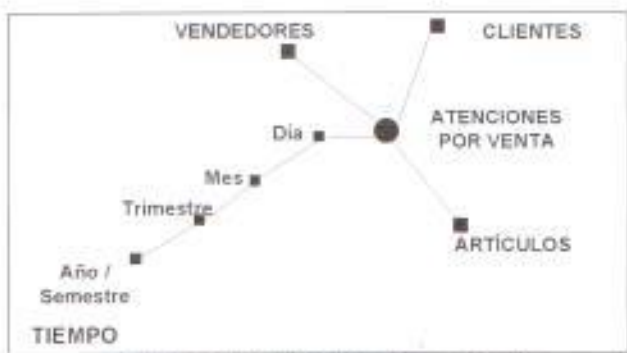 VENDEDORES
CLIENTES
ATENCIONES
POR VENTA
Día
Mes
Trimestre
ARTÍCULOS
Año /
Semestre
TIEMPO